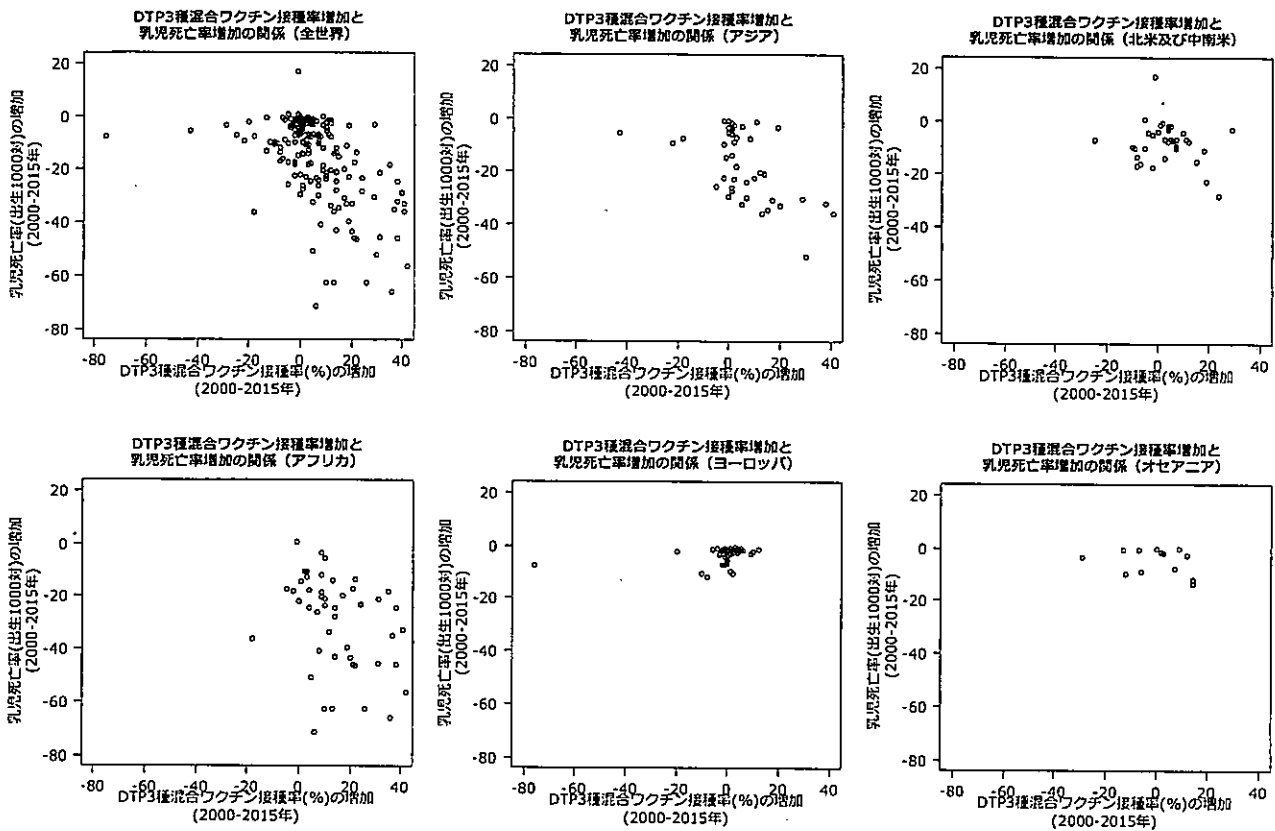 DTP3種混合ワクチン接種率増加と
乳児死亡率増加の関係（全世界）
乳児死亡率(出生1000対)の増加
(2000-2015年)
20
0
-20
-40
-60
-80
-80
-60
-40
-20
0
20
40
DTP3種混合ワクチン接種率(%)の増加
(2000-2015年)
DTP3種混合ワクチン接種率増加と
乳児死亡率増加の関係（アジア）
乳児死亡率(出生1000対)の増加
(2000-2015年)
20
0
-20
-40
-60
-80
-80
-60
-40
-20
0
20
40
DTP3種混合ワクチン接種率(%)の増加
(2000-2015年)
DTP3種混合ワクチン接種率増加と
乳児死亡率増加の関係（北米及び中南米）
乳児死亡率(出生1000対)の増加
(2000-2015年)
20
0
-20
-40
-60
-80
-80
-60
-40
-20
0
20
40
DTP3種混合ワクチン接種率(%)の増加
(2000-2015年)
DTP3種混合ワクチン接種率増加と
乳児死亡率増加の関係（アフリカ）
乳児死亡率(出生1000対)の増加
(2000-2015年)
20
0
-20
-40
-60
-80
-80
-60
-40
-20
0
20
40
DTP3種混合ワクチン接種率(%)の増加
(2000-2015年)
DTP3種混合ワクチン接種率増加と
乳児死亡率増加の関係（ヨーロッパ）
乳児死亡率(出生1000対)の増加
(2000-2015年)
20
0
-20
-40
-60
-80
-80
-60
-40
-20
0
20
40
DTP3種混合ワクチン接種率(%)の増加
(2000-2015年)
DTP3種混合ワクチン接種率増加と
乳児死亡率増加の関係（オセアニア）
乳児死亡率(出生1000対)の増加
(2000-2015年)
20
0
-20
-40
-60
-80
-80
-60
-40
-20
0
20
40
DTP3種混合ワクチン接種率(%)の増加
(2000-2015年)